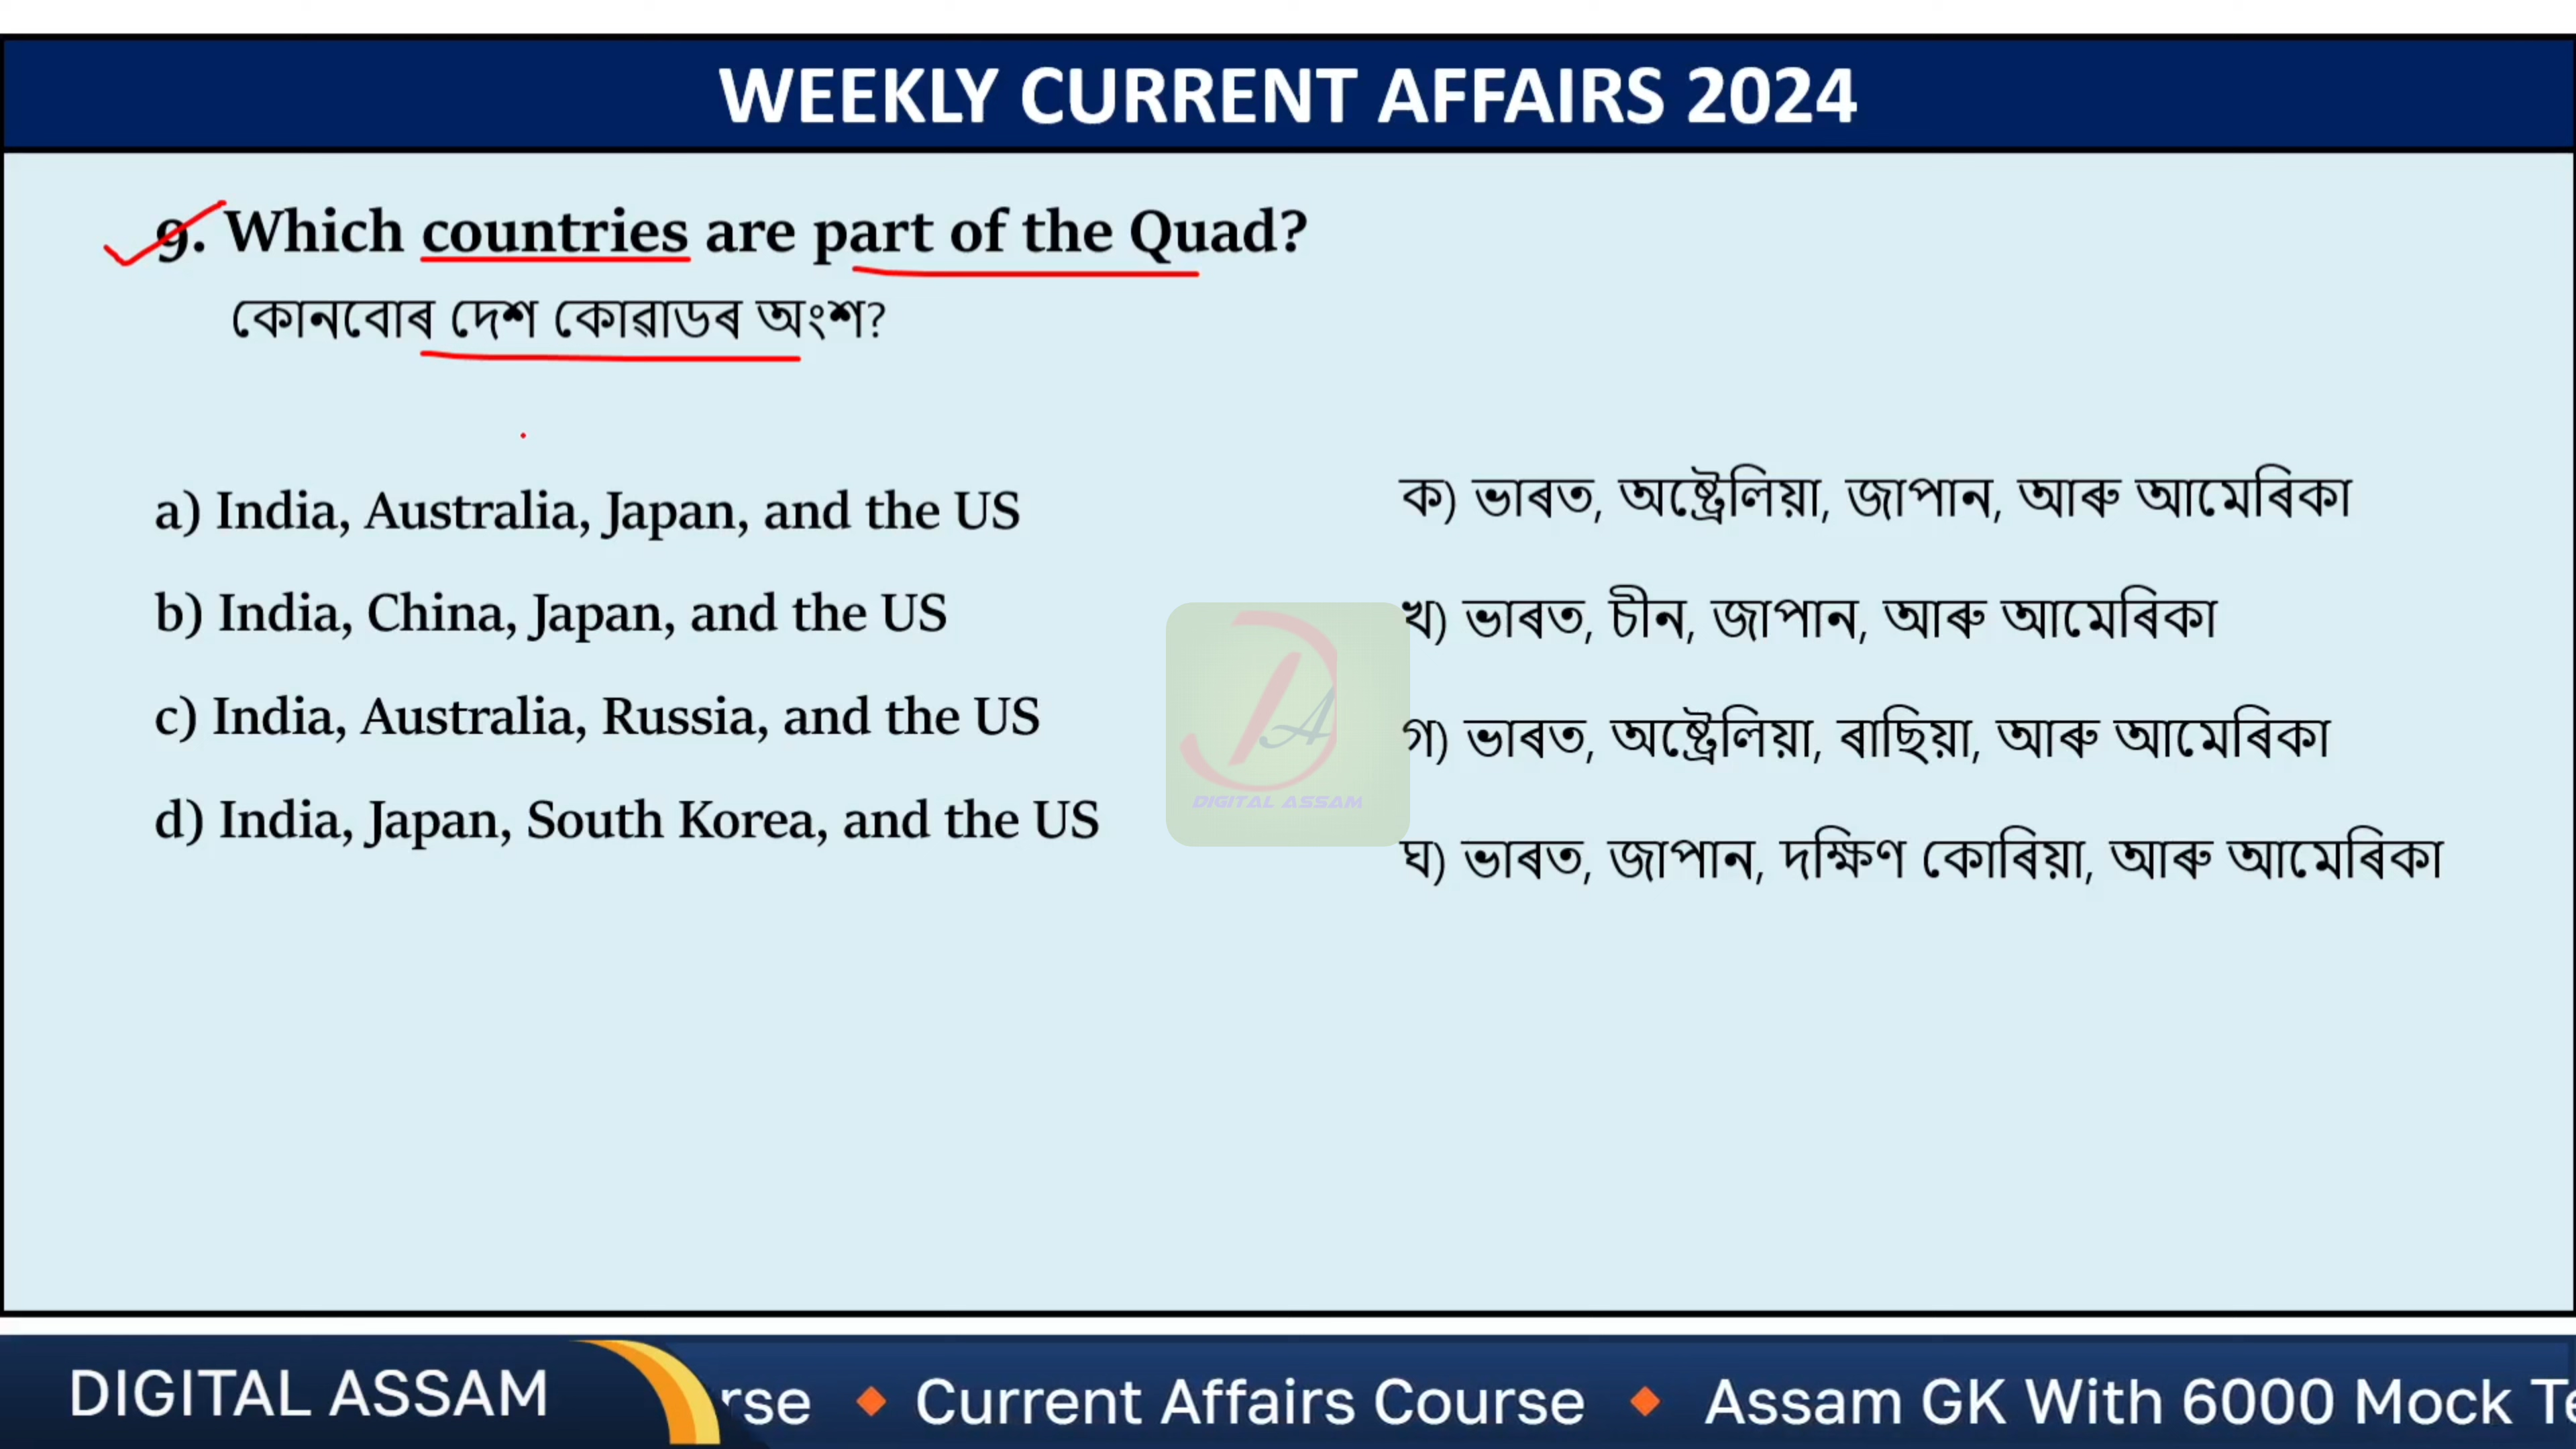 WEEKLY CURRENT AFFAIRS 2024
9. Which countries are part of the Quad?
কোনবোৰ দেশ কোৱাডৰ অংশ?
a) India, Australia, Japan, and the US
b) India, China, Japan, and the US
c) India, Australia, Russia, and the US
d) India, Japan, South Korea, and the US
ক) ভাৰত, অষ্ট্ৰেলিয়া, জাপান, আৰু আমেৰিকা
খ) ভাৰত, চীন, জাপান, আৰু আমেৰিকা
গ) ভাৰত, অষ্ট্ৰেলিয়া, ৰাছিয়া, আৰু আমেৰিকা
ঘ) ভাৰত, জাপান, দক্ষিণ কোৰিয়া, আৰু আমেৰিকা
DIGITAL ASSAM
DIGITAL ASSAM
rse ◆ Current Affairs Course ◆ Assam GK With 6000 Mock Te